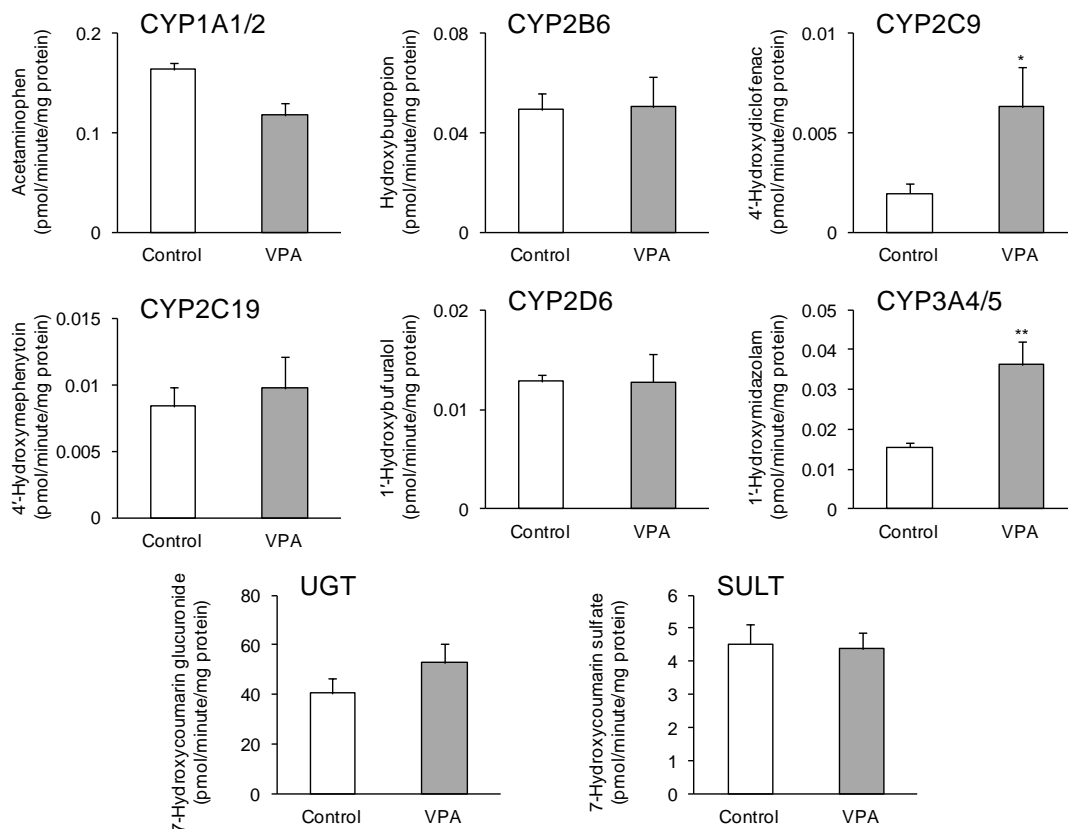 CYP1A1/2
Acetaminophen
(pmol/minute/mg protein)
0.2
0.1
0
Control
VPA
CYP2B6
Hydroxybupropion
(pmol/minute/mg protein)
0.08
0.04
0
Control
VPA
CYP2C9
4′-Hydroxydiclofenac
(pmol/minute/mg protein)
0.01
0.005
0
*
Control
VPA
CYP2C19
4′-Hydroxymephenytoin
(pmol/minute/mg protein)
0.015
0.01
0.005
0
Control
VPA
CYP2D6
1′-Hydroxybufuralol
(pmol/minute/mg protein)
0.02
0.01
0
Control
VPA
CYP3A4/5
1′-Hydroxymidazolam
(pmol/minute/mg protein)
0.05
0.04
0.03
0.02
0.01
0
**
Control
VPA
UGT
7-Hydroxycoumarin glucuronide
(pmol/minute/mg protein)
80
60
40
20
0
Control
VPA
SULT
7-Hydroxycoumarin sulfate
(pmol/minute/mg protein)
6
5
4
3
2
1
0
Control
VPA